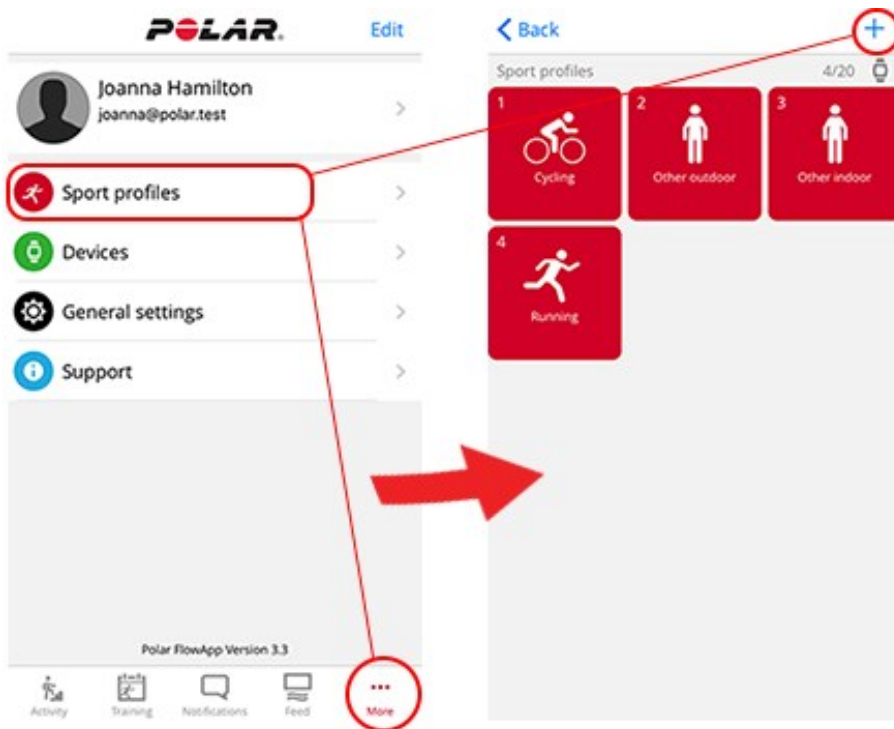 POLAR.
Edit
Joanna Hamilton
joanna@polar.test
Sport profiles
Devices
General settings
Support
Polar FlowApp Version 3.3
Activity
Training
Notifications
Feed
More
Back
+
Sport profiles
4/20
1
Cycling
2
Other outdoor
3
Other indoor
4
Running